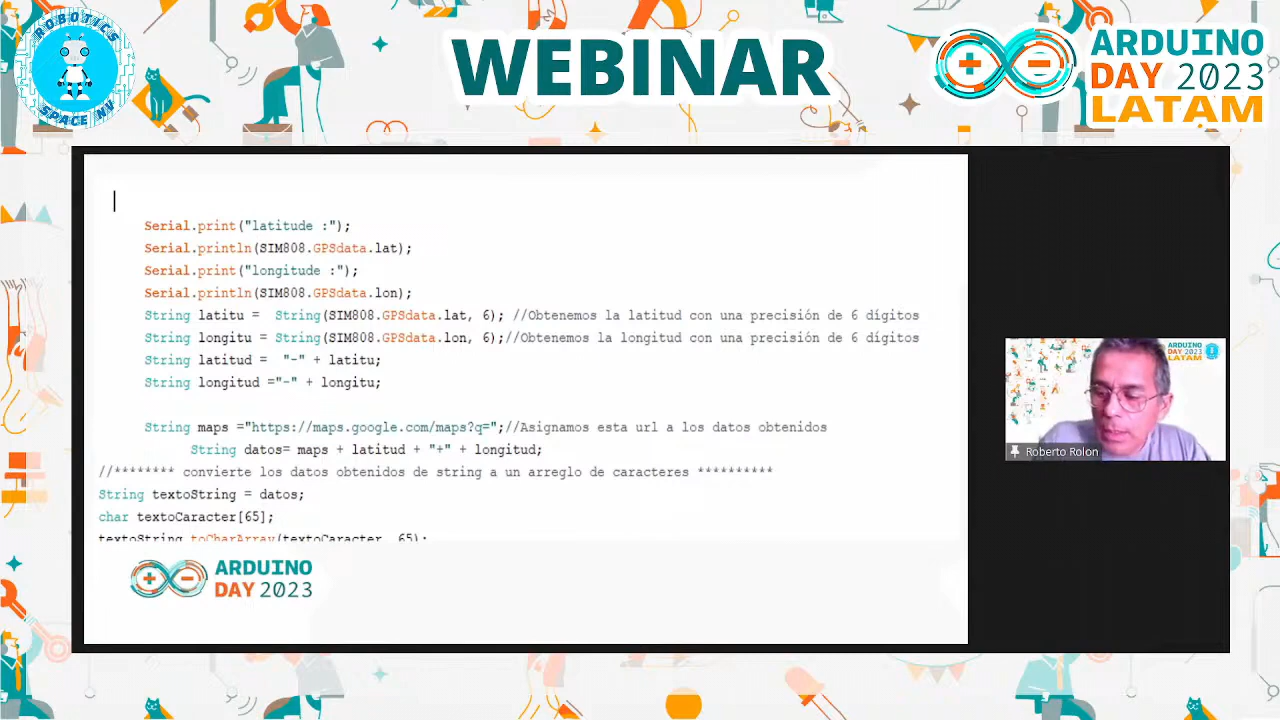 ROBOTICS
SPACE NV
WEBINAR
ARDUINO
DAY 2023
LATAM
Serial.print("latitude :");
Serial.println(SIM808.GPSdata.lat);
Serial.print("longitude :");
Serial.println(SIM808.GPSdata.lon);
String latitu =  String(SIM808.GPSdata.lat, 6); //Obtenemos la latitud con una precisión de 6 dígitos
String longitu = String(SIM808.GPSdata.lon, 6);//Obtenemos la longitud con una precisión de 6 dígitos
String latitud =  "-" + latitu;
String longitud ="-" + longitu;
String maps ="https://maps.google.com/maps?q=";//Asignamos esta url a los datos obtenidos
String datos= maps + latitud + "+" + longitud;
//******** convierte los datos obtenidos de string a un arreglo de caracteres **********
String textoString = datos;
char textoCaracter[65];
textoString.toCharArray(textoCaracter, 65);
ARDUINO
DAY 2023
ARDUINO
DAY 2023
LATAM
Roberto Rolon